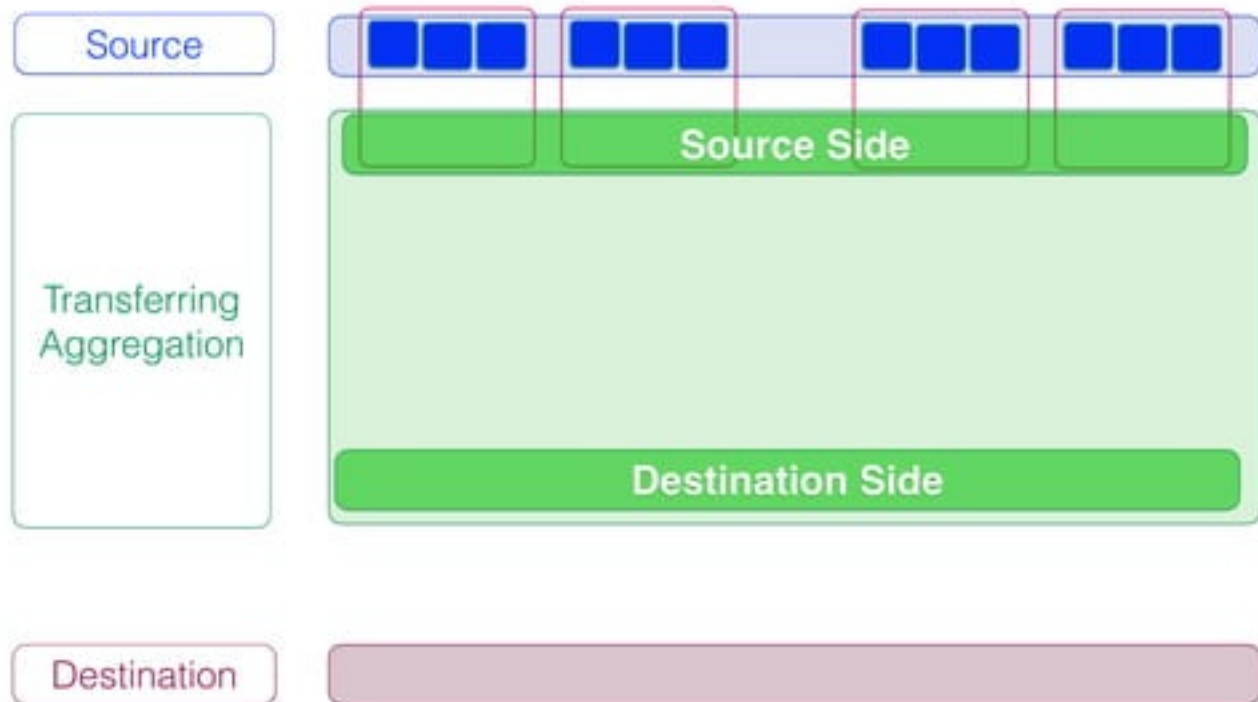 Source
Source Side
Transferring
Aggregation
Destination Side
Destination